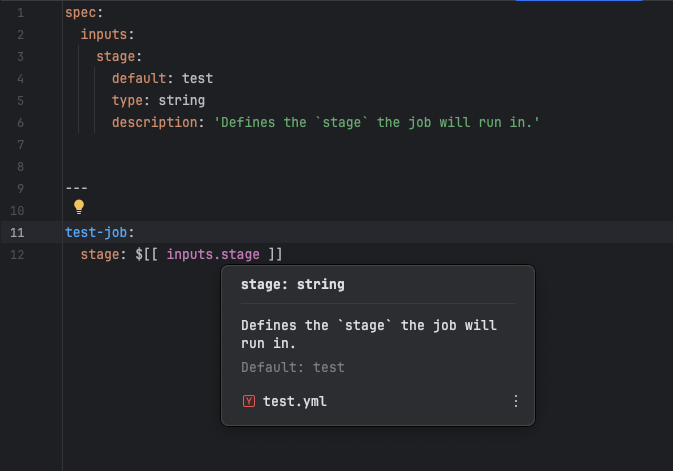 1 spec:
2 inputs:
3 stage:
4 default: test
5 type: string
6 description: 'Defines the `stage` the job will run in.'
7
8
9 ---
10
11 test-job:
12 stage: $[[ inputs.stage ]]
stage: string
Defines the `stage` the job will
run in.
Default: test
Y test.yml